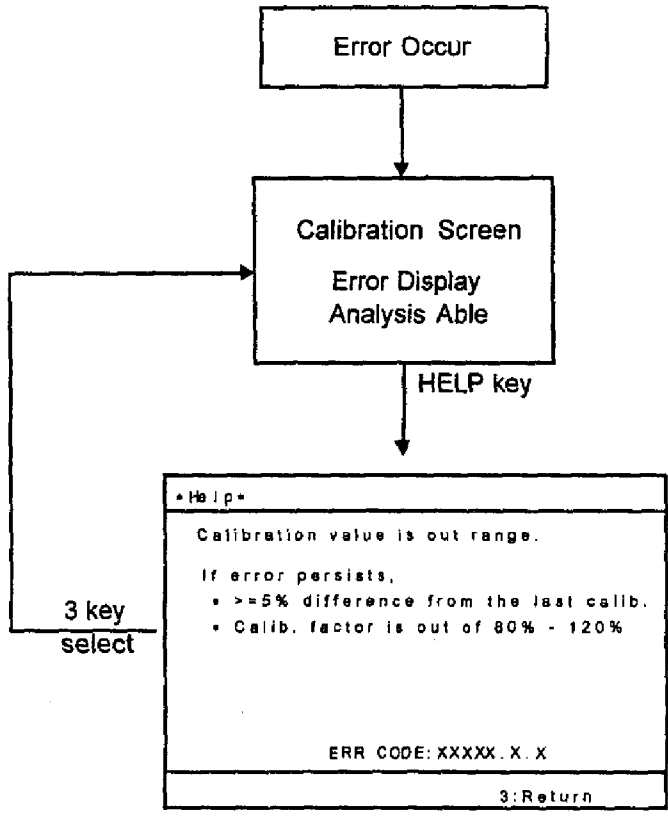 Error Occur
Calibration Screen
Error Display
Analysis Able
HELP key
*Help*
Calibration value is out range.
If error persists,
• >=5% difference from the last calib.
• Calib. factor is out of 80% - 120%
3 key
select
ERR CODE: XXXXX.X.X
3:Return